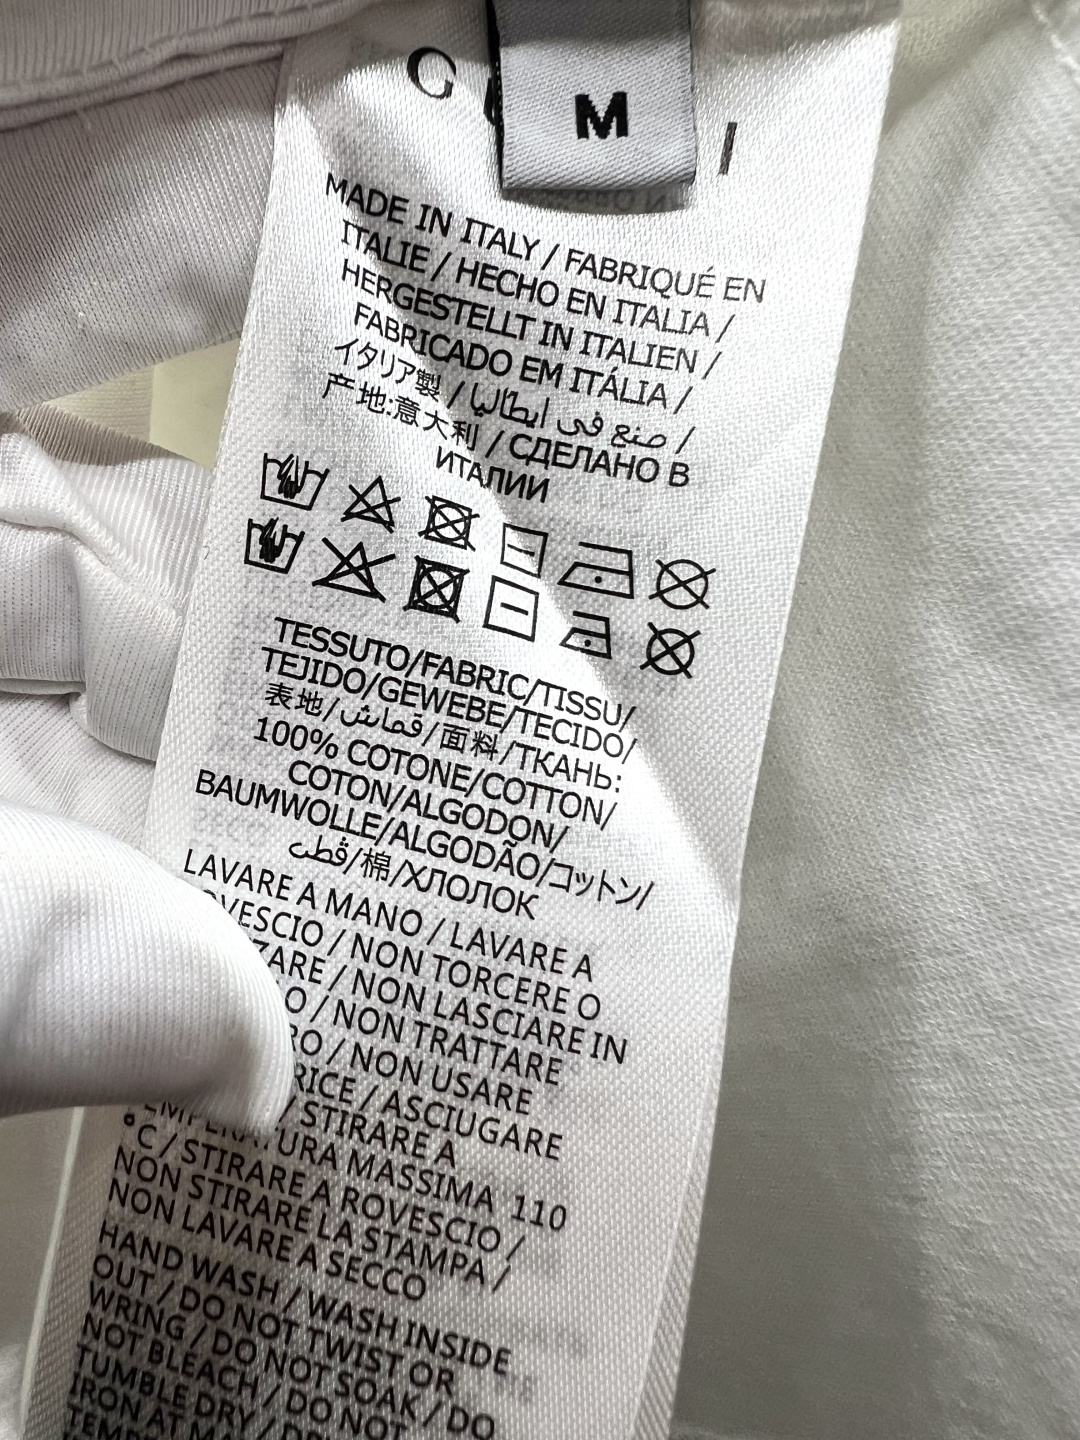 G I
M
MADE IN ITALY / FABRIQUÉ EN
ITALIE / HECHO EN ITALIA /
HERGESTELLT IN ITALIEN /
FABRICADO EM ITÁLIA /
イタリア製 / صنع في ايطاليا /
产地:意大利 / СДЕЛАНО В
ИТАЛИИ
TESSUTO/FABRIC/TISSU/
TEJIDO/GEWEBE/TECIDO/
表地/قماش/面料/ТКАНЬ:
100% COTONE/COTTON/
COTON/ALGODON/
BAUMWOLLE/ALGODÃO/コットン/
قطن/棉/ХЛОПОК
LAVARE A MANO / LAVARE A
ROVESCIO / NON TORCERE O
/ NON LASCIARE IN
/ NON TRATTARE
/ NON USARE
/ ASCIUGARE
/ STIRARE A
TEMPERATURA MASSIMA 110
°C / STIRARE A ROVESCIO /
NON STIRARE LA STAMPA /
NON LAVARE A SECCO
HAND WASH / WASH INSIDE
OUT / DO NOT TWIST OR
WRING / DO NOT SOAK / DO
NOT BLEACH / DO NOT
TUMBLE DRY /
IRON AT